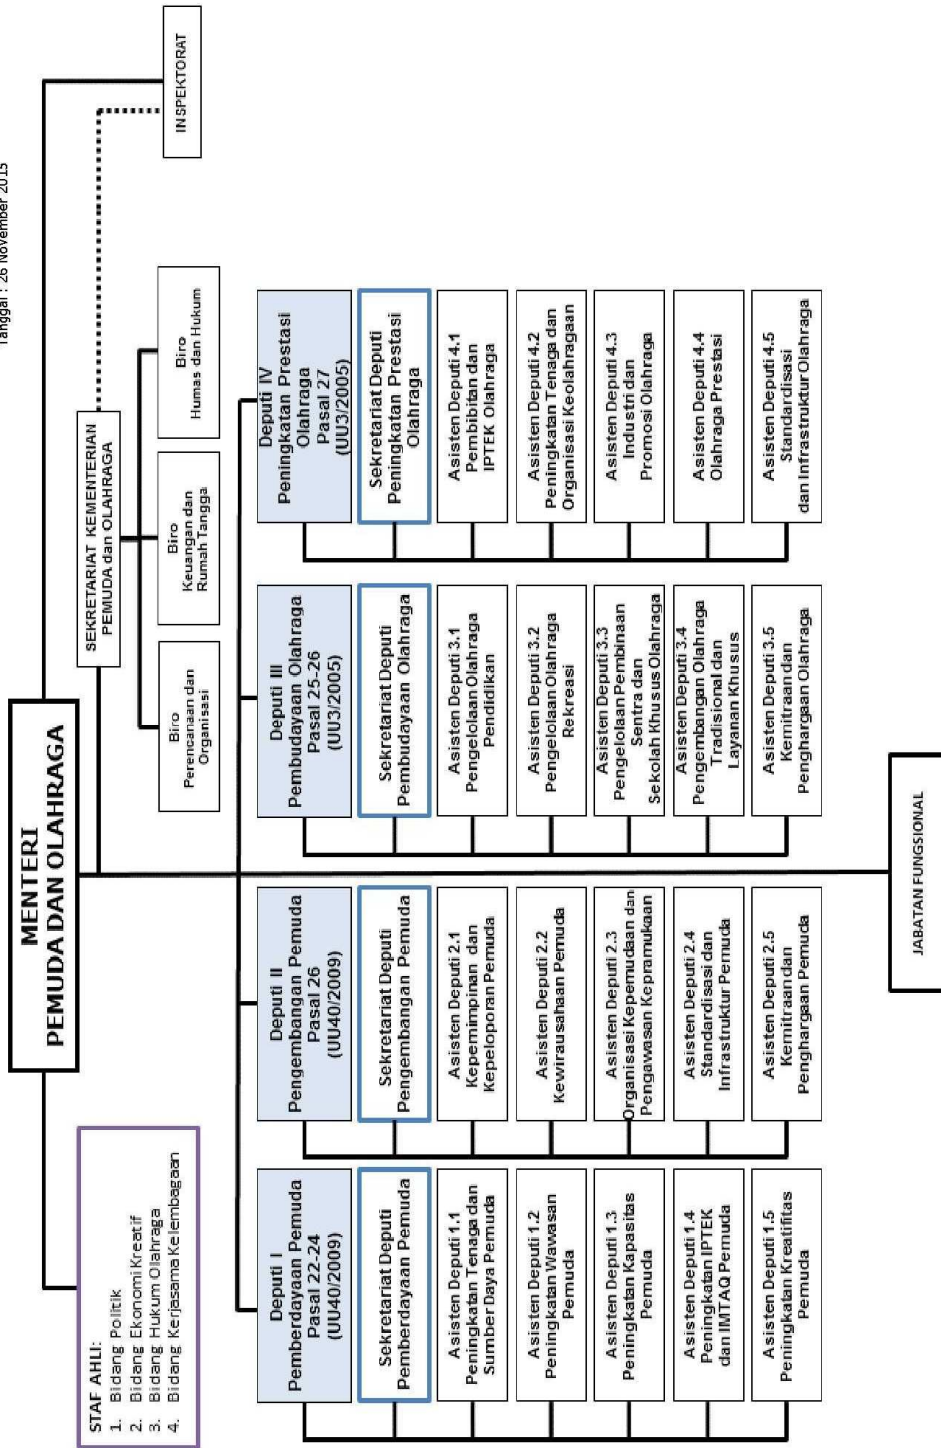 Tanggal : 26 November 2015
MENTERI
PEMUDA DAN OLAHRAGA
STAF AHLI:
1. Bidang Politik
2. Bidang Ekonomi Kreatif
3. Bidang Hukum Olahraga
4. Bidang Kerjasama Kelembagaan
SEKRETARIAT KEMENTERIAN
PEMUDA dan OLAHRAGA
INSPEKTORAT
Biro
Perencanaan dan
Organisasi
Biro
Keuangan dan
Rumah Tangga
Biro
Humas dan Hukum
Deputi I
Pemberdayaan Pemuda
Pasal 22-24
(UU40/2009)
Sekretariat Deputi
Pemberdayaan Pemuda
Asisten Deputi 1.1
Peningkatan Tenaga dan
Sumber Daya Pemuda
Asisten Deputi 1.2
Peningkatan Wawasan
Pemuda
Asisten Deputi 1.3
Peningkatan Kapasitas
Pemuda
Asisten Deputi 1.4
Peningkatan IPTEK
dan IMTAQ Pemuda
Asisten Deputi 1.5
Peningkatan Kreatifitas
Pemuda
Deputi II
Pengembangan Pemuda
Pasal 26
(UU40/2009)
Sekretariat Deputi
Pengembangan Pemuda
Asisten Deputi 2.1
Kepemimpinan dan
Kepeloporan Pemuda
Asisten Deputi 2.2
Kewirausahaan Pemuda
Asisten Deputi 2.3
Organisasi Kepemudaan dan
Pengawasan Kepramukaan
Asisten Deputi 2.4
Standardisasi dan
Infrastruktur Pemuda
Asisten Deputi 2.5
Kemitraan dan
Penghargaan Pemuda
Deputi III
Pembudayaan Olahraga
Pasal 25-26
(UU3/2005)
Sekretariat Deputi
Pembudayaan Olahraga
Asisten Deputi 3.1
Pengelolaan Olahraga
Pendidikan
Asisten Deputi 3.2
Pengelolaan Olahraga
Rekreasi
Asisten Deputi 3.3
Pengelolaan Pembinaan
Sentra dan
Sekolah Khusus Olahraga
Asisten Deputi 3.4
Pengembangan Olahraga
Tradisional dan
Layanan Khusus
Asisten Deputi 3.5
Kemitraan dan
Penghargaan Olahraga
Deputi IV
Peningkatan Prestasi
Olahraga
Pasal 27
(UU3/2005)
Sekretariat Deputi
Peningkatan Prestasi
Olahraga
Asisten Deputi 4.1
Pembibitan dan
IPTEK Olahraga
Asisten Deputi 4.2
Peningkatan Tenaga dan
Organisasi Keolahragaan
Asisten Deputi 4.3
Industri dan
Promosi Olahraga
Asisten Deputi 4.4
Olahraga Prestasi
Asisten Deputi 4.5
Standardisasi
dan Infrastruktur Olahraga
JABATAN FUNGSIONAL